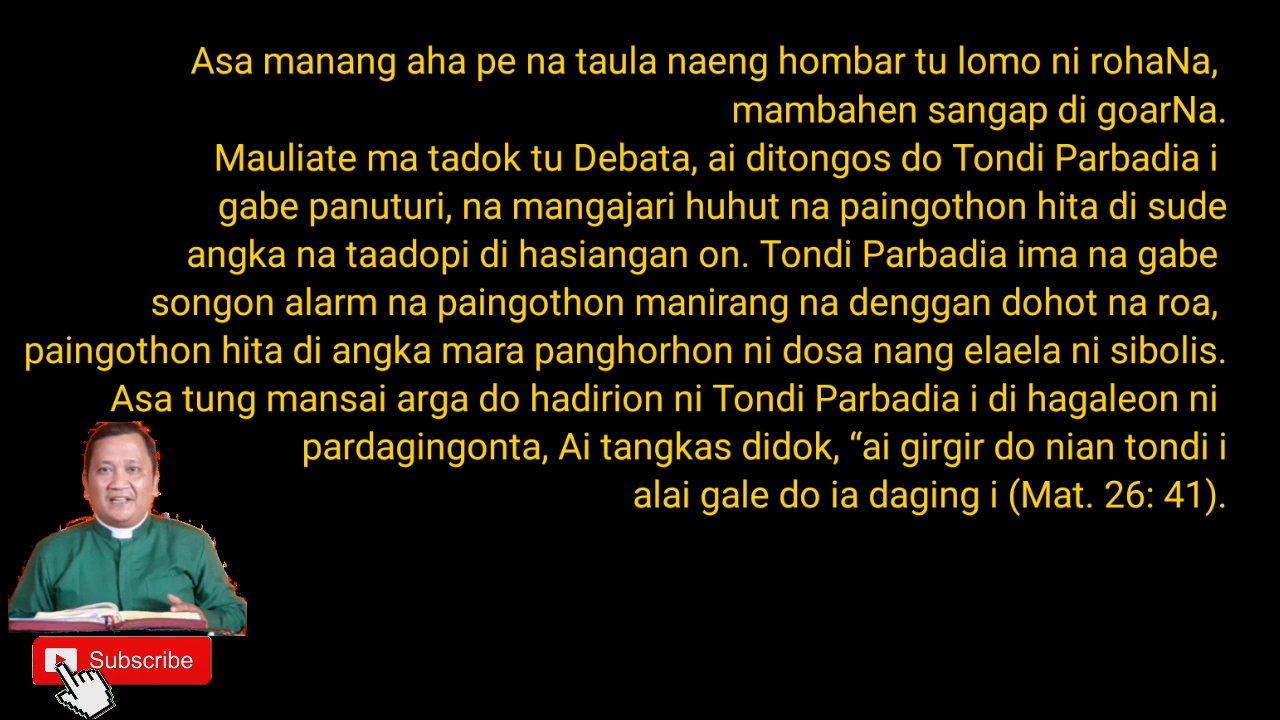 Asa manang aha pe na taula naeng hombar tu lomo ni rohaNa,
mambahen sangap di goarNa.
Mauliate ma tadok tu Debata, ai ditongos do Tondi Parbadia i
gabe panuturi, na mangajari huhut na paingothon hita di sude
angka na taadopi di hasiangan on. Tondi Parbadia ima na gabe
songon alarm na paingothon manirang na denggan dohot na roa,
paingothon hita di angka mara panghorhon ni dosa nang elaela ni sibolis.
Asa tung mansai arga do hadirion ni Tondi Parbadia i di hagaleon ni
pardagingonta, Ai tangkas didok, “ai girgir do nian tondi i
alai gale do ia daging i (Mat. 26: 41).
Subscribe